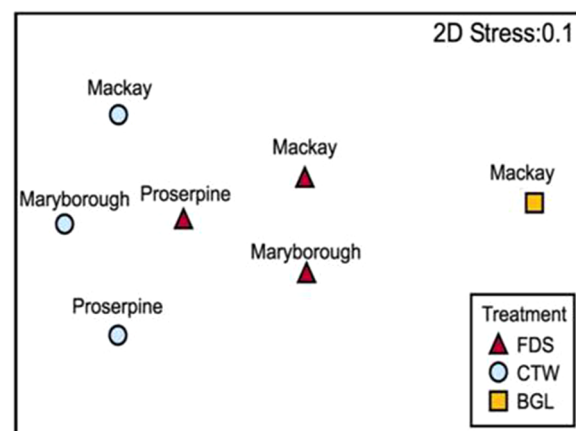 2D Stress:0.1
Mackay
Mackay
Mackay
Maryborough
Proserpine
Maryborough
Proserpine
Treatment
FDS
CTW
BGL